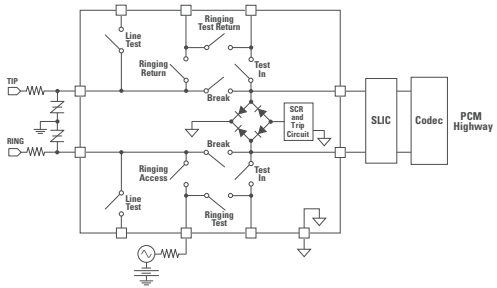 Line
Test
Ringing
Test Return
Ringing
Return
Test
In
TIP
Break
SCR
and
Trip
Circuit
SLIC
Codec
PCM
Highway
RING
Break
Ringing
Access
Test
In
Line
Test
Ringing
Test